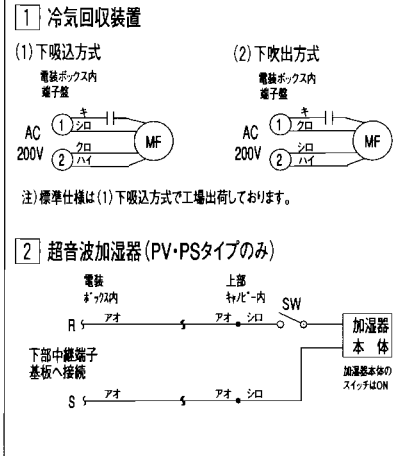 1 冷気回収装置
(1)下吸込方式
(2)下吹出方式
電装ボックス内
端子盤
キ
① シロ
AC
200V
クロ
② ハイ
MF
電装ボックス内
端子盤
キ
① クロ
AC
200V
シロ
② ハイ
MF
注)標準仕様は(1)下吸込方式で工場出荷しております。
2 超音波加湿器(PV・PSタイプのみ)
電装
ボックス内
上部
キャノピー内
SW
R アオ アオ シロ
加湿器
本体
下部中継端子
基板へ接続
加湿器本体の
スイッチはON
S アオ アオ シロ